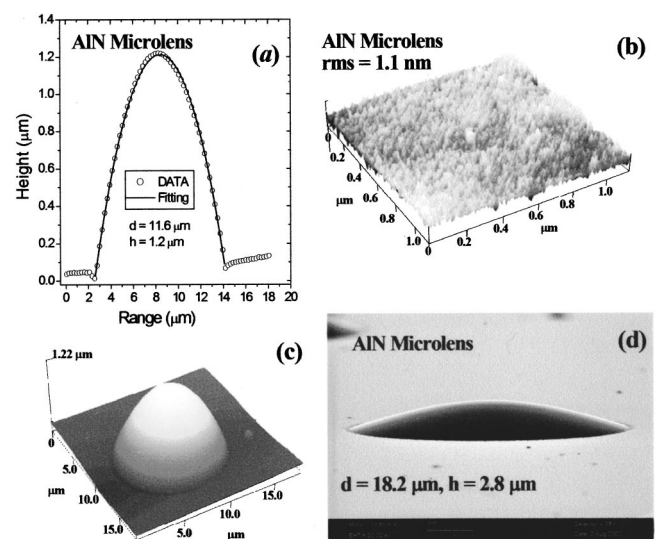 AlN Microlens
(a)
1.4
1.2
1.0
0.8
0.6
0.4
0.2
0.0
Height (µm)
DATA
Fitting
d = 11.6 µm
h = 1.2 µm
0 2 4 6 8 10 12 14 16 18 20
Range (µm)
AlN Microlens
rms = 1.1 nm
(b)
0
0.2
0.4
0.6
0.8
1.0
µm
0
0.2
0.4
0.6
0.8
1.0
µm
(c)
1.22 µm
0
5.0
10.0
15.0
µm
5.0
10.0
15.0
µm
AlN Microlens
(d)
d = 18.2 µm, h = 2.8 µm